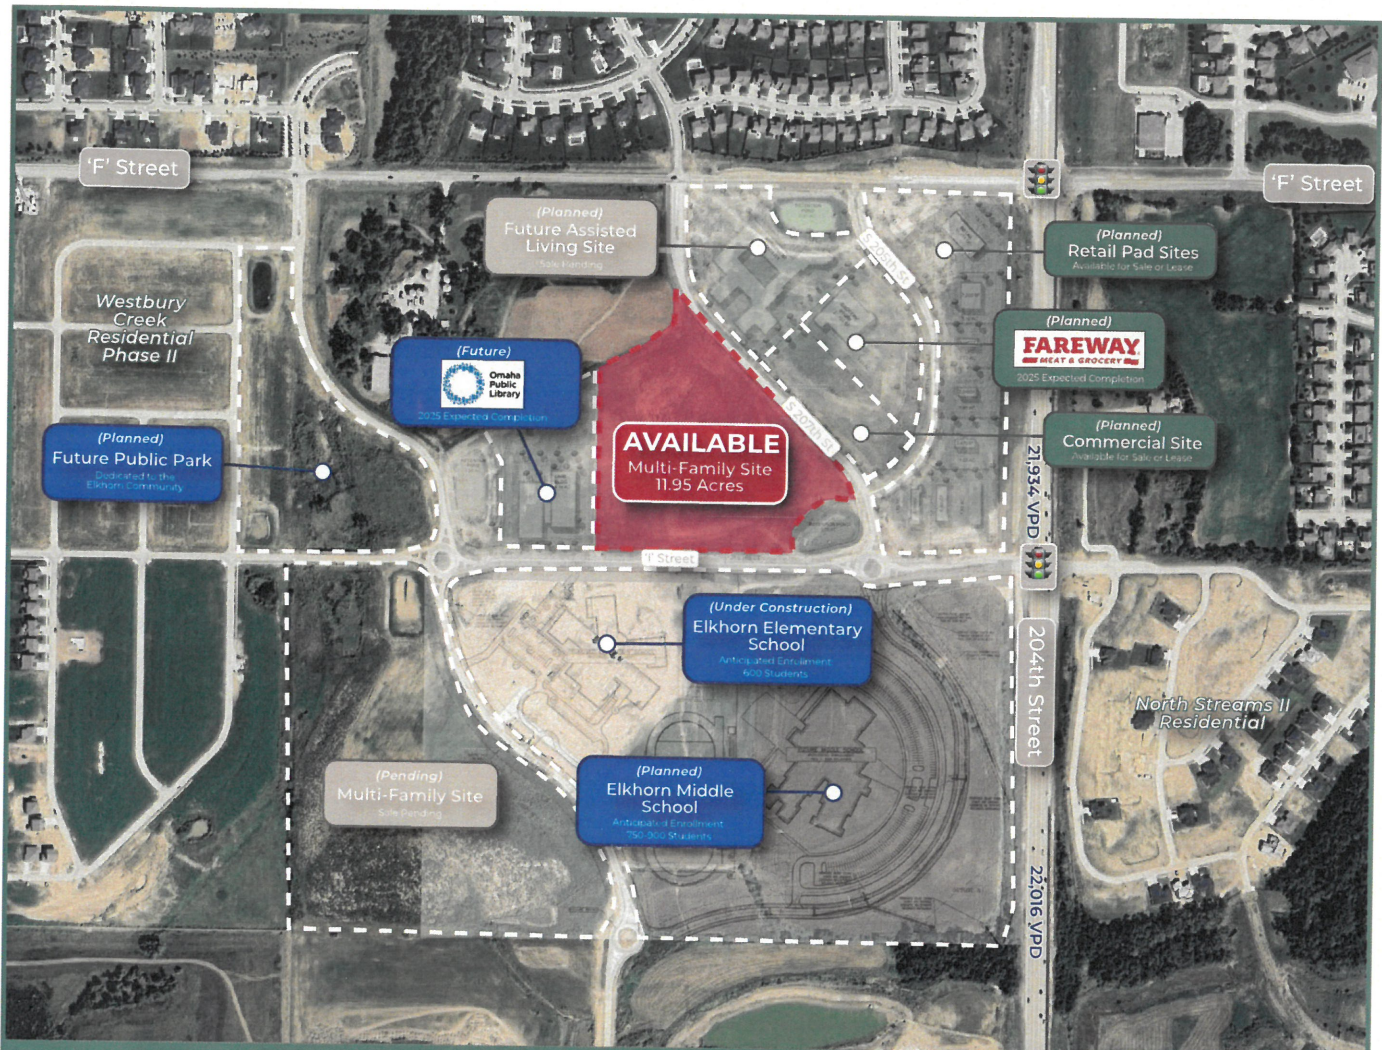 'F' Street
'F' Street
(Planned)
Future Assisted
Living Site
Sale Pending
S 205th St
(Planned)
Retail Pad Sites
Available for Sale or Lease
Westbury
Creek
Residential
Phase II
(Future)
Omaha
Public
Library
2025 Expected Completion
(Planned)
FAREWAY
MEAT & GROCERY
2025 Expected Completion
S 207th St
(Planned)
Commercial Site
Available for Sale or Lease
AVAILABLE
Multi-Family Site
11.95 Acres
(Planned)
Future Public Park
Dedicated to the
Elkhorn Community
21,934 VPD
'I' Street
(Under Construction)
Elkhorn Elementary
School
Anticipated Enrollment
600 Students
204th Street
North Streams II
Residential
(Pending)
Multi-Family Site
Sale Pending
(Planned)
Elkhorn Middle
School
Anticipated Enrollment
750-900 Students
22,016 VPD